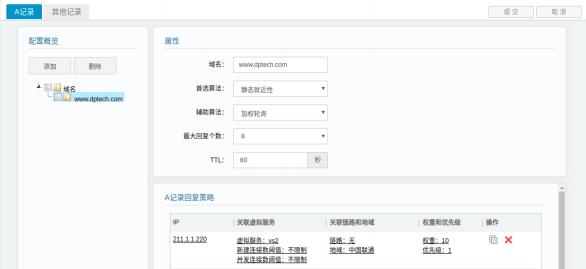 A记录 其他记录 提 交 取 消
配置概览
添加 删除
域名
www.dptech.com
属性
域名： www.dptech.com
首选算法： 静态就近性
辅助算法： 加权轮询
最大回复个数： 8
TTL： 60 秒
A记录回复策略
IP 关联虚拟服务 关联链路和地域 权重和优先级 操作
211.1.1.220 虚拟服务：vs2 链路：无 权重：10
新建连接数阈值：不限制 地域：中国联通 优先级：1
并发连接数阈值：不限制